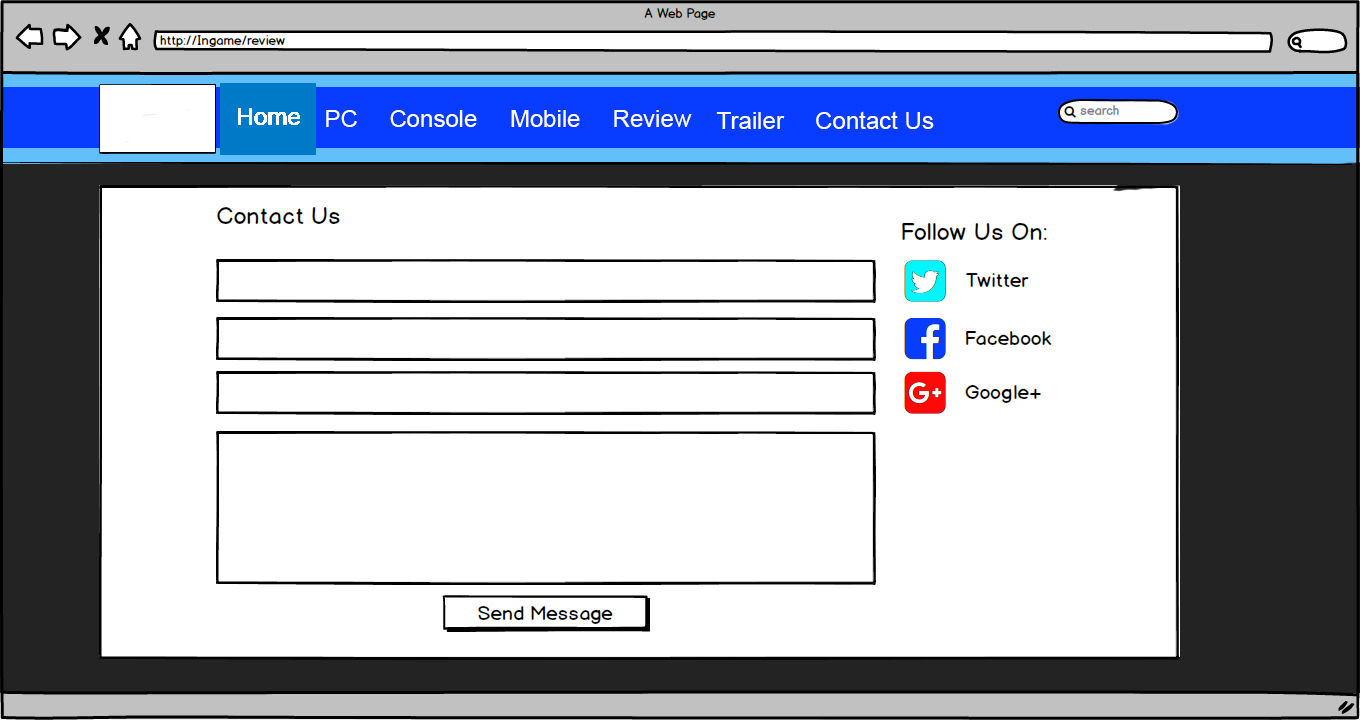 A Web Page
http://Ingame/review
Home PC Console Mobile Review Trailer Contact Us search
Contact Us
Follow Us On:
Twitter
Facebook
G+ Google+
Send Message